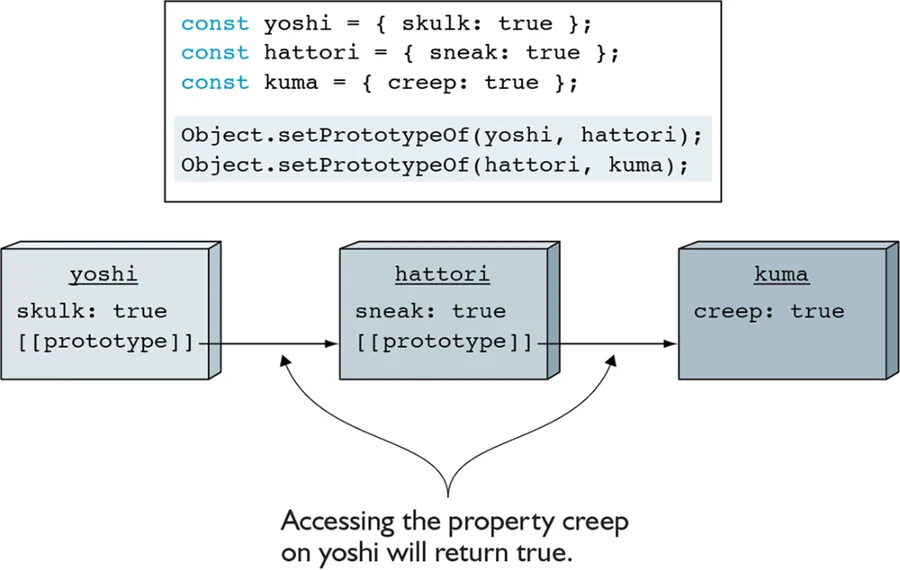 const yoshi = { skulk: true };
const hattori = { sneak: true };
const kuma = { creep: true };
Object.setPrototypeOf(yoshi, hattori);
Object.setPrototypeOf(hattori, kuma);
yoshi
skulk: true
[[prototype]]
hattori
sneak: true
[[prototype]]
kuma
creep: true
Accessing the property creep
on yoshi will return true.